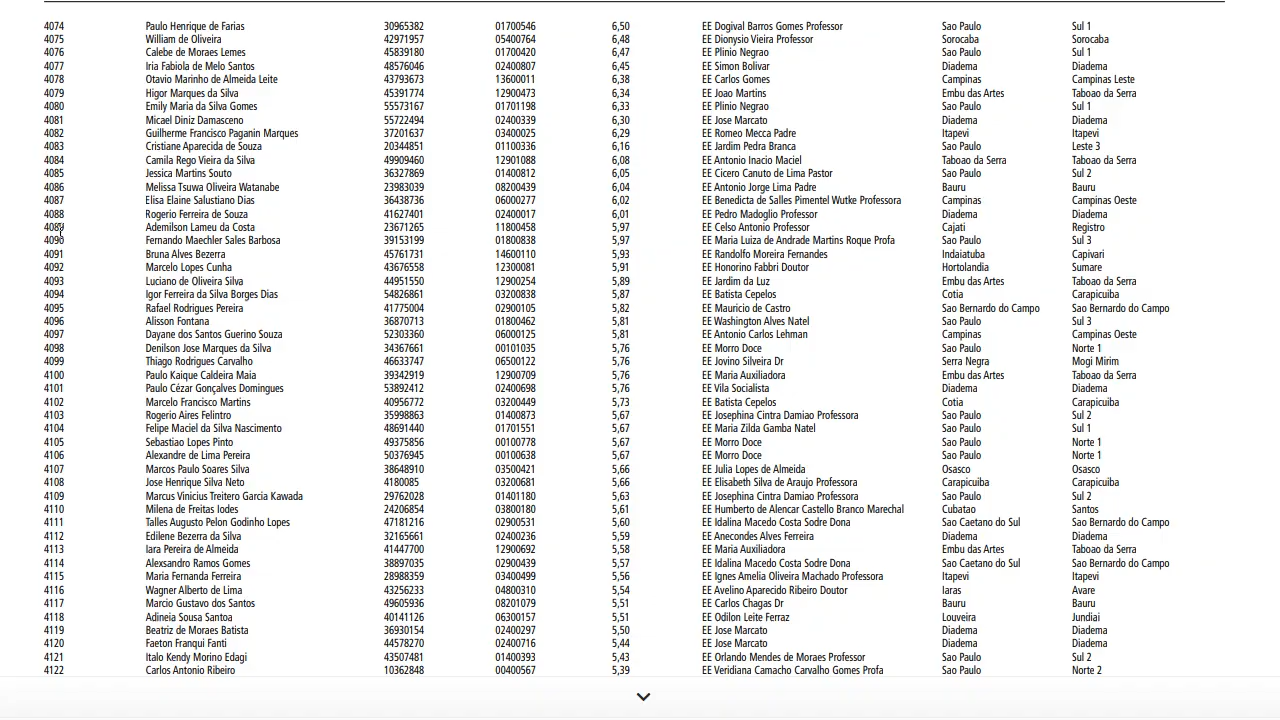 4074 Paulo Henrique de Farias 30965382 01700546 6,50 EE Dogival Barros Gomes Professor Sao Paulo Sul 1
4075 William de Oliveira 42971957 05400764 6,48 EE Dionysio Vieira Professor Sorocaba Sorocaba
4076 Calebe de Moraes Lemes 45839180 01700420 6,47 EE Plinio Negrao Sao Paulo Sul 1
4077 Iria Fabiola de Melo Santos 48576046 02400807 6,45 EE Simon Bolivar Diadema Diadema
4078 Otavio Marinho de Almeida Leite 43793673 13600011 6,38 EE Carlos Gomes Campinas Campinas Leste
4079 Higor Marques da Silva 45391774 12900473 6,34 EE Joao Martins Embu das Artes Taboao da Serra
4080 Emily Maria da Silva Gomes 55573167 01701198 6,33 EE Plinio Negrao Sao Paulo Sul 1
4081 Micael Diniz Damasceno 55722494 02400339 6,30 EE Jose Marcato Diadema Diadema
4082 Guilherme Francisco Paganin Marques 37201637 03400025 6,29 EE Romeo Mecca Padre Itapevi Itapevi
4083 Cristiane Aparecida de Souza 20344851 01100336 6,16 EE Jardim Pedra Branca Sao Paulo Leste 3
4084 Camila Rego Vieira da Silva 49909460 12901088 6,08 EE Antonio Inacio Maciel Taboao da Serra Taboao da Serra
4085 Jessica Martins Souto 36327869 01400812 6,05 EE Cicero Canuto de Lima Pastor Sao Paulo Sul 2
4086 Melissa Tsuwa Oliveira Watanabe 23983039 08200439 6,04 EE Antonio Jorge Lima Padre Bauru Bauru
4087 Elisa Elaine Salustiano Dias 36438736 06000277 6,02 EE Benedicta de Salles Pimentel Wutke Professora Campinas Campinas Oeste
4088 Rogerio Ferreira de Souza 41627401 02400017 6,01 EE Pedro Madoglio Professor Diadema Diadema
4089 Ademilson Lameu da Costa 23671265 11800458 5,97 EE Celso Antonio Professor Cajati Registro
4090 Fernando Maechler Sales Barbosa 39153199 01800838 5,97 EE Maria Luiza de Andrade Martins Roque Profa Sao Paulo Sul 3
4091 Bruna Alves Bezerra 45761731 14600110 5,93 EE Randolfo Moreira Fernandes Indaiatuba Capivari
4092 Marcelo Lopes Cunha 43676558 12300081 5,91 EE Honorino Fabbri Doutor Hortolandia Sumare
4093 Luciano de Oliveira Silva 44951550 12900254 5,89 EE Jardim da Luz Embu das Artes Taboao da Serra
4094 Igor Ferreira da Silva Borges Dias 54826861 03200838 5,87 EE Batista Cepelos Cotia Carapicuiba
4095 Rafael Rodrigues Pereira 41775004 02900105 5,82 EE Mauricio de Castro Sao Bernardo do Campo Sao Bernardo do Campo
4096 Alisson Fontana 36870713 01800462 5,81 EE Washington Alves Natel Sao Paulo Sul 3
4097 Dayane dos Santos Guerino Souza 52303360 06000125 5,81 EE Antonio Carlos Lehman Campinas Campinas Oeste
4098 Denilson Jose Marques da Silva 34367661 00101035 5,76 EE Morro Doce Sao Paulo Norte 1
4099 Thiago Rodrigues Carvalho 46633747 06500122 5,76 EE Jovino Silveira Dr Serra Negra Mogi Mirim
4100 Paulo Kaique Caldeira Maia 39342919 12900709 5,76 EE Maria Auxiliadora Embu das Artes Taboao da Serra
4101 Paulo Cézar Gonçalves Domingues 53892412 02400698 5,76 EE Vila Socialista Diadema Diadema
4102 Marcelo Francisco Martins 40956772 03200449 5,73 EE Batista Cepelos Cotia Carapicuiba
4103 Rogerio Aires Felintro 35998863 01400873 5,67 EE Josephina Cintra Damiao Professora Sao Paulo Sul 2
4104 Felipe Maciel da Silva Nascimento 48691440 01701551 5,67 EE Maria Zilda Gamba Natel Sao Paulo Sul 1
4105 Sebastiao Lopes Pinto 49375856 00100778 5,67 EE Morro Doce Sao Paulo Norte 1
4106 Alexandre de Lima Pereira 50376945 00100638 5,67 EE Morro Doce Sao Paulo Norte 1
4107 Marcos Paulo Soares Silva 38648910 03500421 5,66 EE Julia Lopes de Almeida Osasco Osasco
4108 Jose Henrique Silva Neto 4180085 03200681 5,66 EE Elisabeth Silva de Araujo Professora Carapicuiba Carapicuiba
4109 Marcus Vinicius Treitero Garcia Kawada 29762028 01401180 5,63 EE Josephina Cintra Damiao Professora Sao Paulo Sul 2
4110 Milena de Freitas Iodes 24206854 03800180 5,61 EE Humberto de Alencar Castello Branco Marechal Cubatao Santos
4111 Talles Augusto Pelon Godinho Lopes 47181216 02900531 5,60 EE Idalina Macedo Costa Sodre Dona Sao Caetano do Sul Sao Bernardo do Campo
4112 Edilene Bezerra da Silva 32165661 02400236 5,59 EE Anecondes Alves Ferreira Diadema Diadema
4113 Iara Pereira de Almeida 41447700 12900692 5,58 EE Maria Auxiliadora Embu das Artes Taboao da Serra
4114 Alexsandro Ramos Gomes 38897035 02900439 5,57 EE Idalina Macedo Costa Sodre Dona Sao Caetano do Sul Sao Bernardo do Campo
4115 Maria Fernanda Ferreira 28988359 03400499 5,56 EE Ignes Amelia Oliveira Machado Professora Itapevi Itapevi
4116 Wagner Alberto de Lima 43256233 04800310 5,54 EE Avelino Aparecido Ribeiro Doutor Iaras Avare
4117 Marcio Gustavo dos Santos 49605936 08201079 5,51 EE Carlos Chagas Dr Bauru Bauru
4118 Adineia Sousa Santoa 40141126 06300157 5,51 EE Odilon Leite Ferraz Louveira Jundiai
4119 Beatriz de Moraes Batista 36930154 02400297 5,50 EE Jose Marcato Diadema Diadema
4120 Faeton Franqui Fanti 44578270 02400716 5,44 EE Jose Marcato Diadema Diadema
4121 Italo Kendy Morino Edagi 43507481 01400393 5,43 EE Orlando Mendes de Moraes Professor Sao Paulo Sul 2
4122 Carlos Antonio Ribeiro 10362848 00400567 5,39 EE Veridiana Camacho Carvalho Gomes Profa Sao Paulo Norte 2